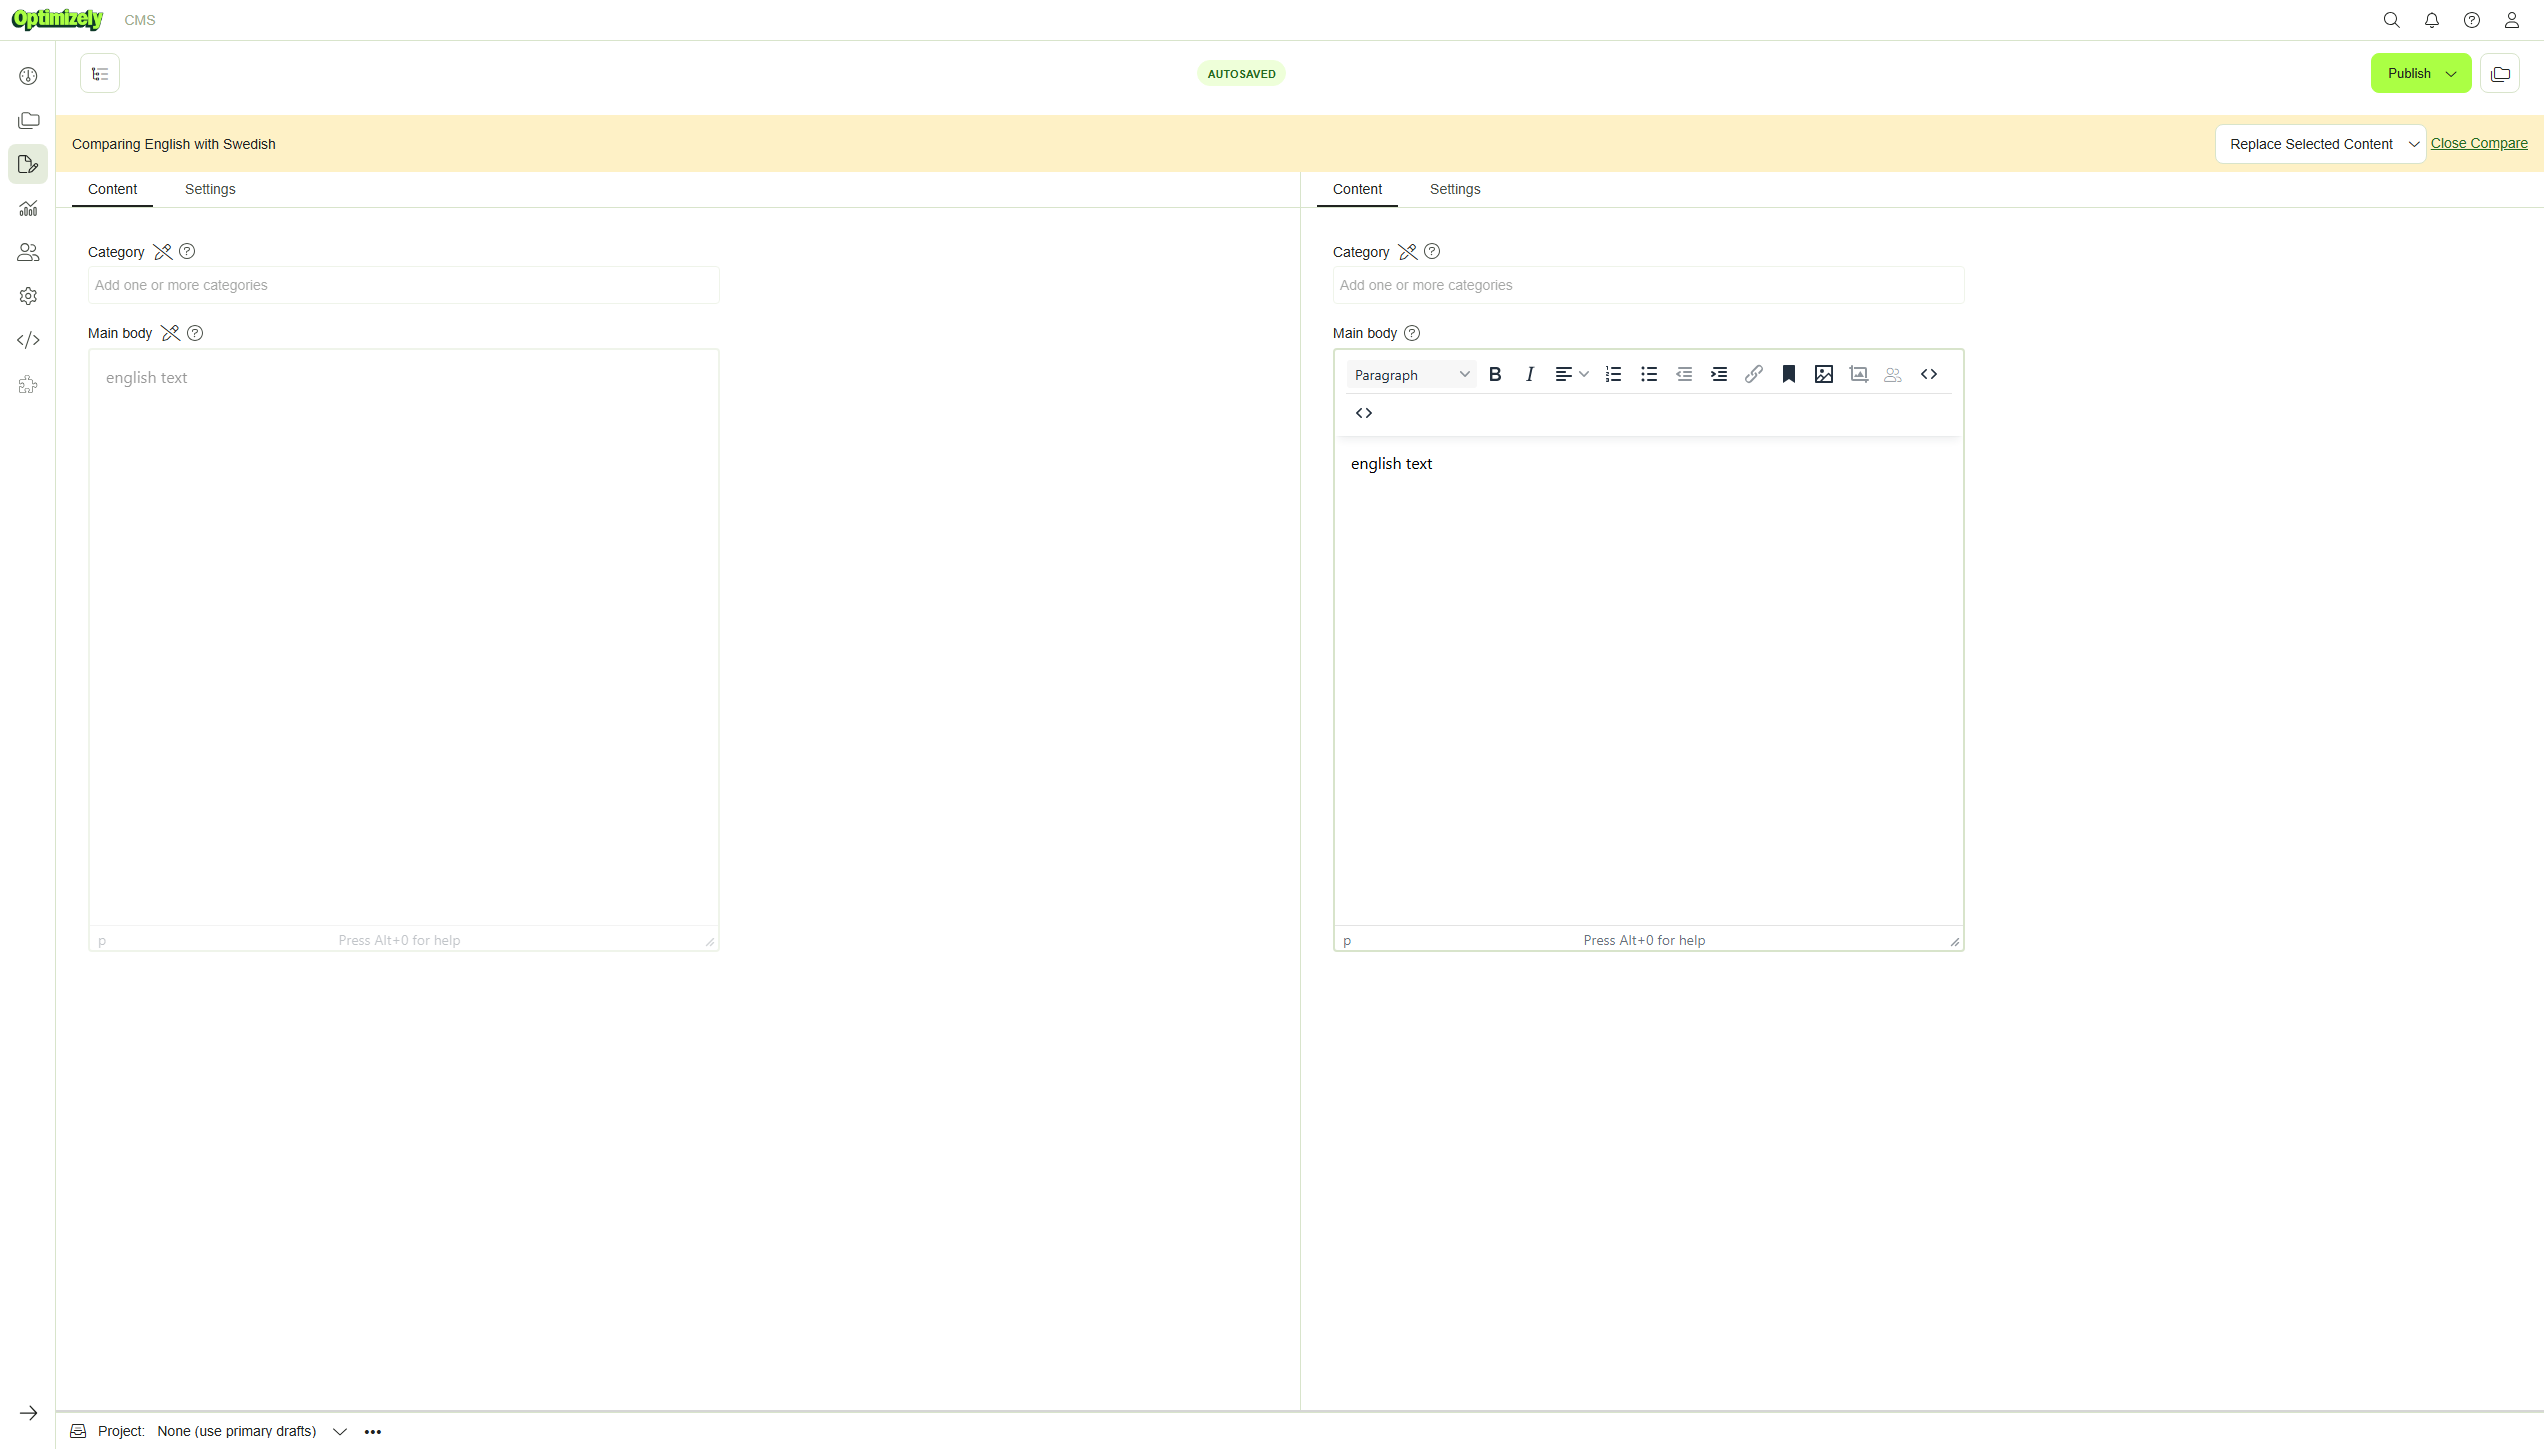 Optimizely CMS
AUTOSAVED
Publish
Comparing English with Swedish
Replace Selected Content
Close Compare
Content Settings
Category
Add one or more categories
Main body
english text
p Press Alt+0 for help
Content Settings
Category
Add one or more categories
Main body
Paragraph
english text
p Press Alt+0 for help
Project: None (use primary drafts)